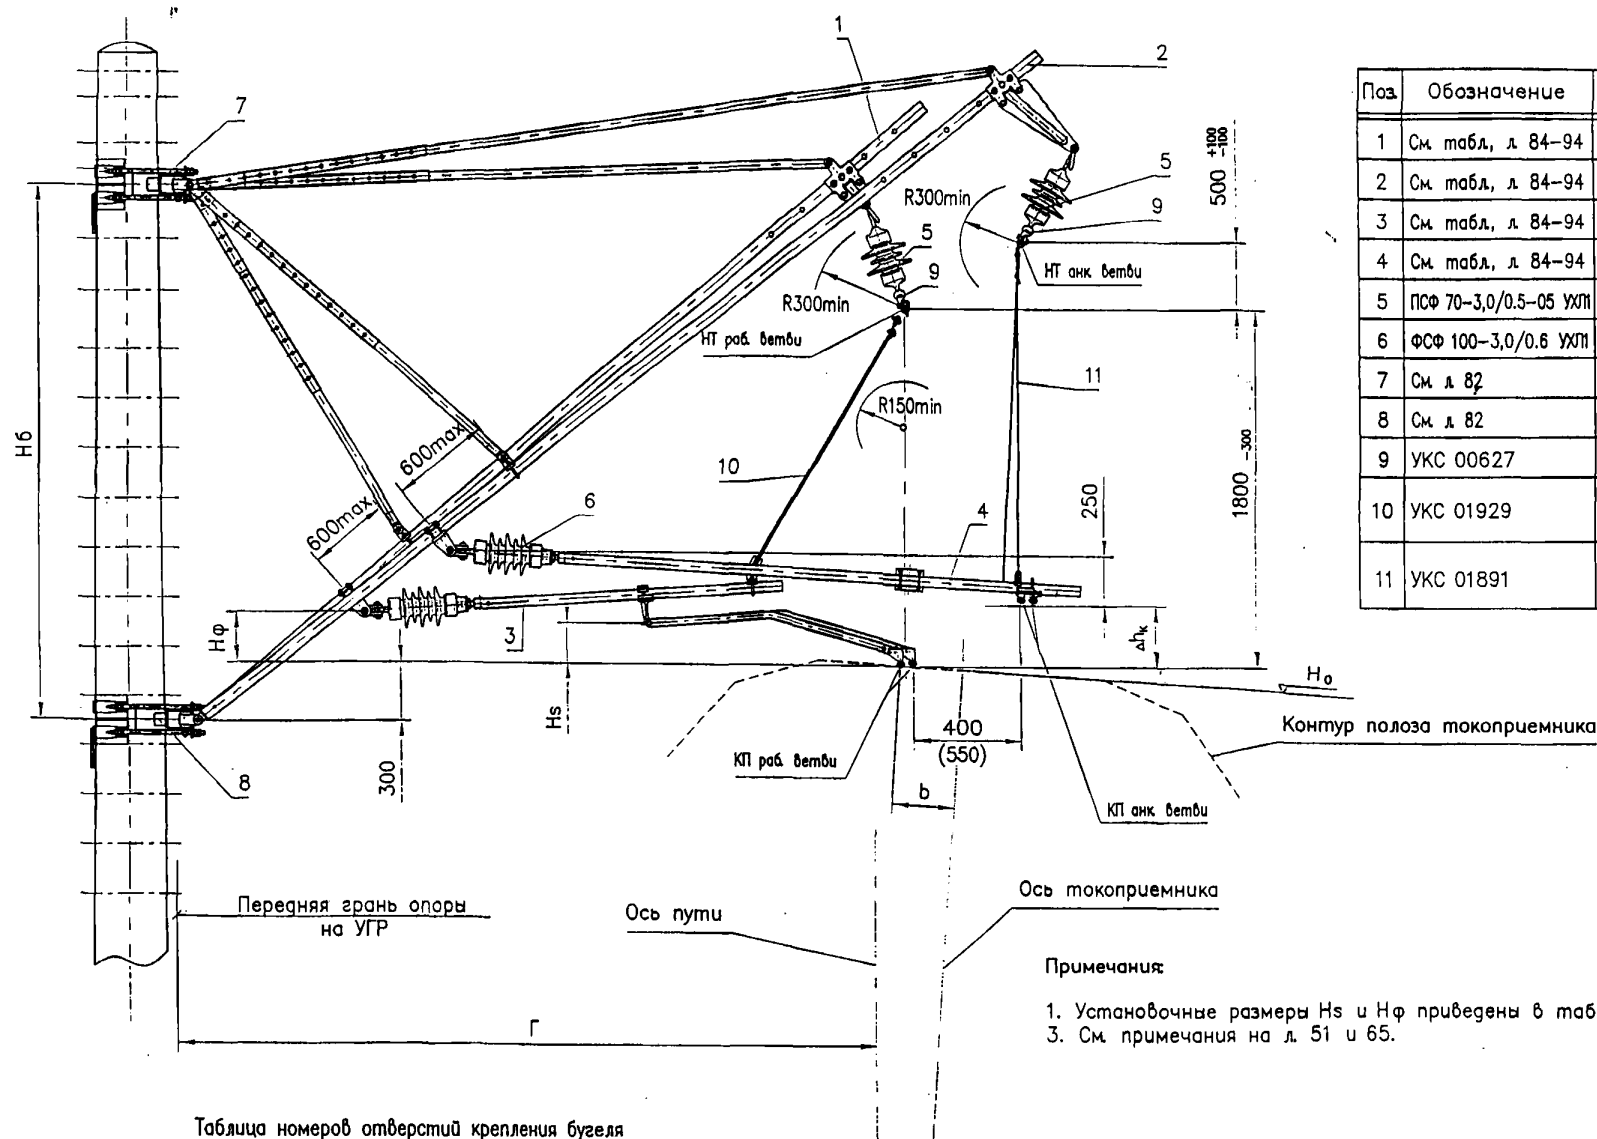 1
2
7
500 +100 -100
R300min
5
9
5
НТ анк ветви
9
R300min
НТ раб. ветви
Нб
11
R150min
600max
10
1800 -300
250
600max
6
4
Нφ
3
Δhк
Hs
Н₀
400
(550)
Контур полоза токоприемника
КП раб. ветви
300
8
b
КП анк ветви
Передняя грань опоры
на УГР
Ось пути
Ось токоприемника
Г
Поз. Обозначение
1 См. табл., л. 84-94
2 См. табл., л. 84-94
3 См. табл., л. 84-94
4 См. табл., л. 84-94
5 ПСФ 70-3,0/0.5-05 УХЛ1
6 ФСФ 100-3,0/0.6 УХЛ1
7 См. л. 82
8 См. л. 82
9 УКС 00627
10 УКС 01929
11 УКС 01891
Примечания:
1. Установочные размеры Hs и Нφ приведены в таб
3. См. примечания на л. 51 и 65.
Таблица номеров отверстий крепления бугеля